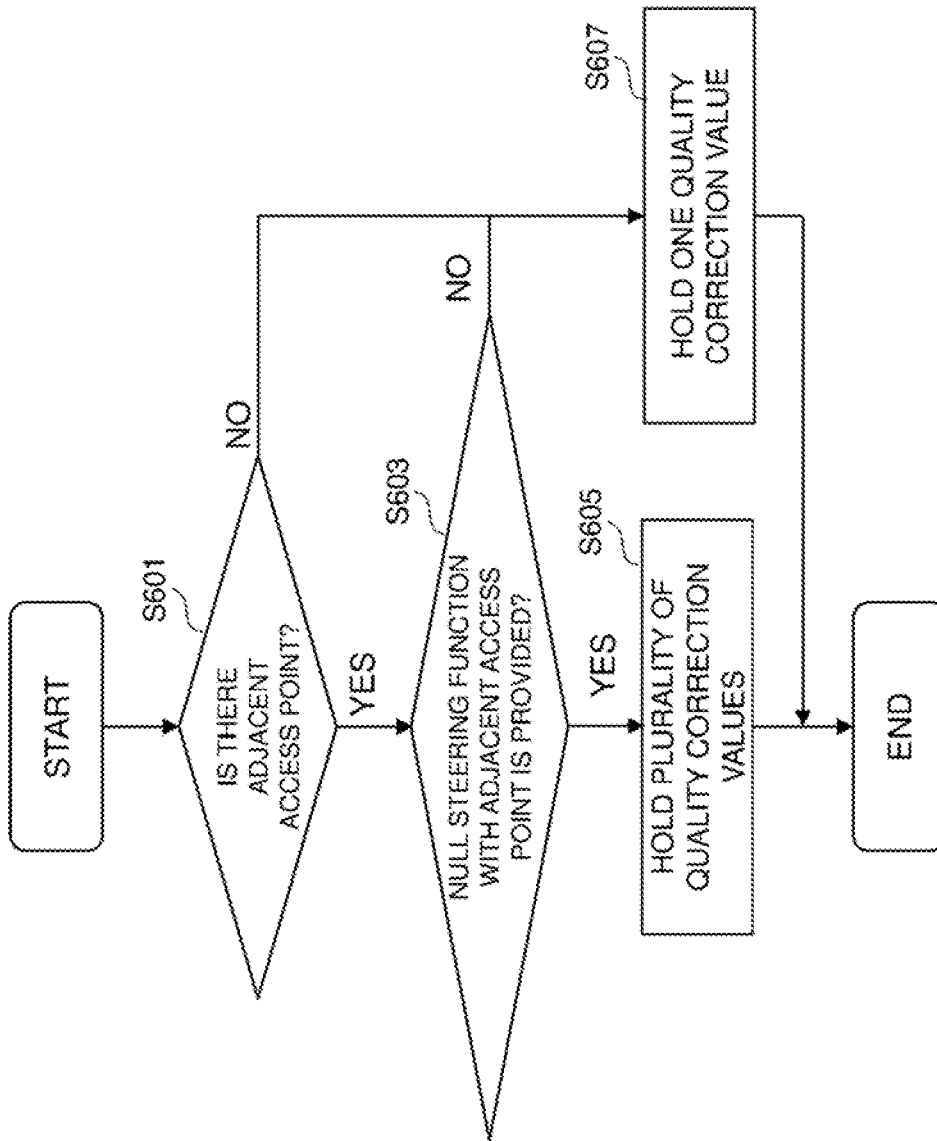 START
S601
IS THERE
ADJACENT
ACCESS POINT?
NO
YES
S603
NULL STEERING FUNCTION
WITH ADJACENT ACCESS
POINT IS PROVIDED?
NO
YES
S605
HOLD PLURALITY OF
QUALITY CORRECTION
VALUES
S607
HOLD ONE QUALITY
CORRECTION VALUE
END